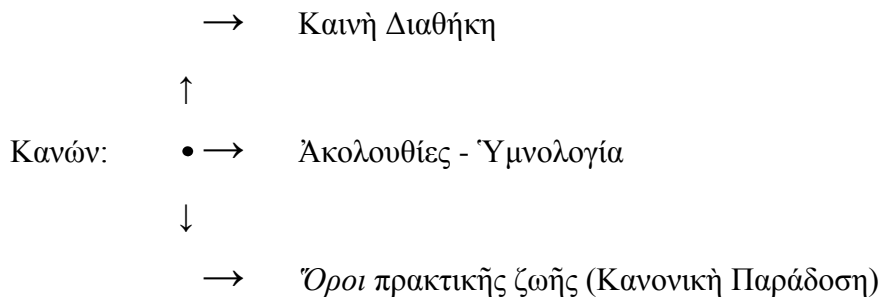 → Καινὴ Διαθήκη
↑
Κανών: • → Ἀκολουθίες - Ὑμνολογία
↓
→ Ὅροι πρακτικῆς ζωῆς (Κανονικὴ Παράδοση)